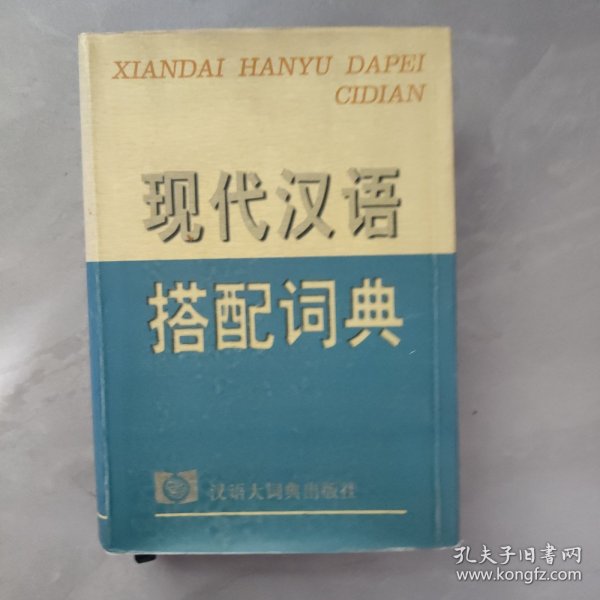 XIANDAI HANYU DAPEI
CIDIAN
现代汉语
搭配词典
汉语大词典出版社
孔夫子旧书网
www.kongfz.com